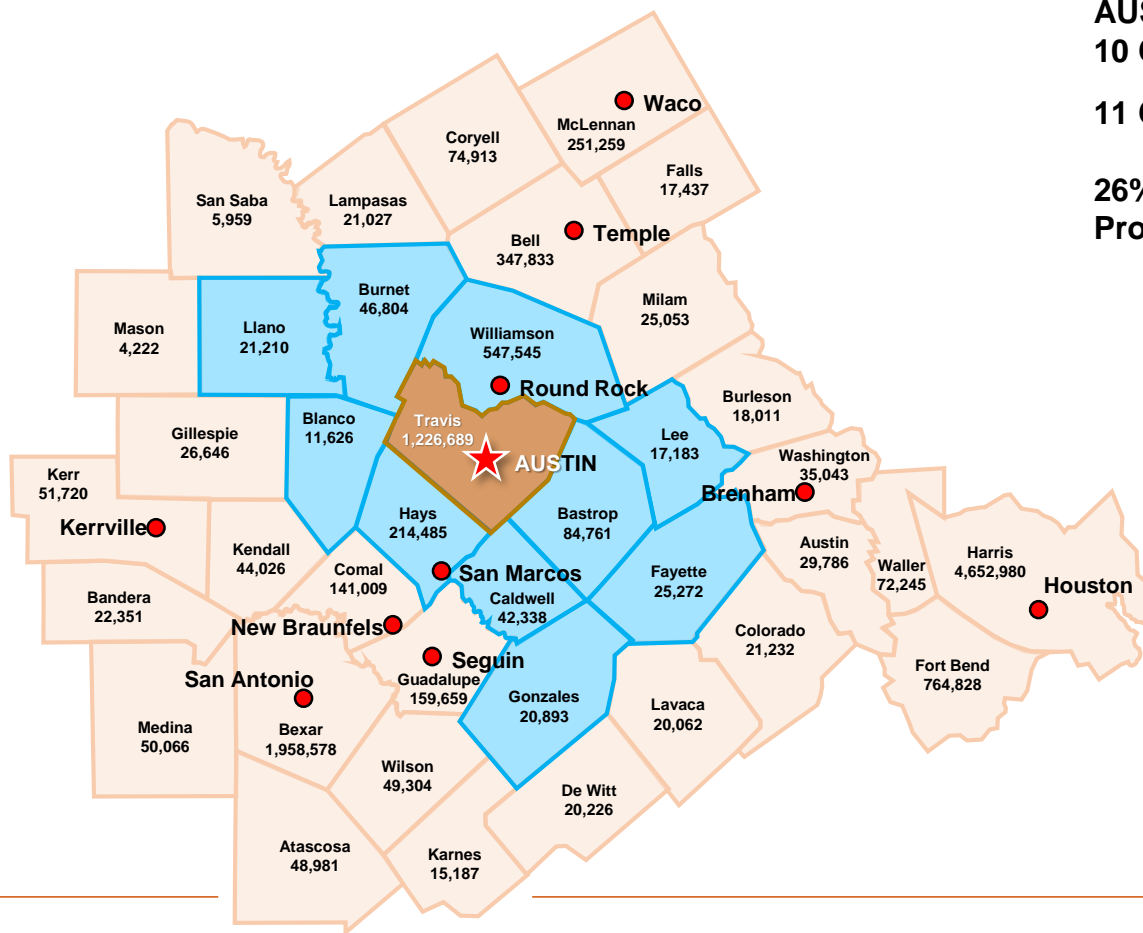 AUS
10 C
11 C
26%
Pro
Waco
McLennan
251,259
Coryell
74,913
Falls
17,437
San Saba
5,959
Lampasas
21,027
Temple
Bell
347,833
Burnet
46,804
Milam
25,053
Mason
4,222
Llano
21,210
Williamson
547,545
Round Rock
Burleson
18,011
Blanco
11,626
Travis
1,226,689
AUSTIN
Lee
17,183
Gillespie
26,646
Washington
35,043
Brenham
Kerr
51,720
Kerrville
Hays
214,485
Bastrop
84,761
Kendall
44,026
Comal
141,009
San Marcos
Caldwell
42,338
Fayette
25,272
Austin
29,786
Waller
72,245
Harris
4,652,980
Houston
Bandera
22,351
New Braunfels
Seguin
Guadalupe
159,659
Colorado
21,232
Fort Bend
764,828
San Antonio
Bexar
1,958,578
Medina
50,066
Gonzales
20,893
Lavaca
20,062
Wilson
49,304
De Witt
20,226
Atascosa
48,981
Karnes
15,187